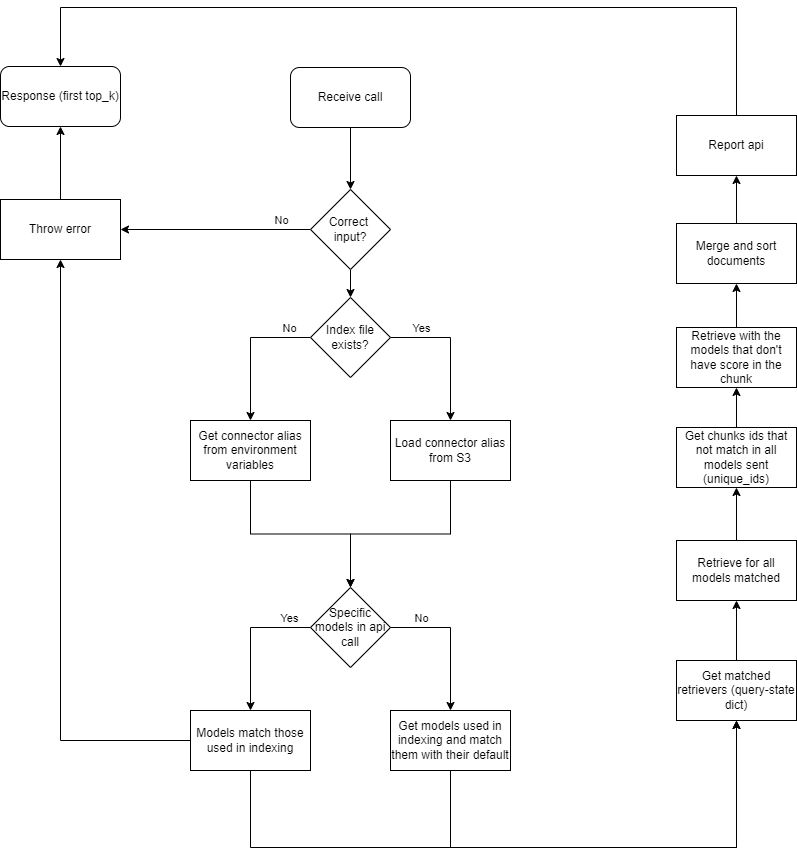 Response (first top_k)
Receive call
Report api
Correct
input?
No
Throw error
Merge and sort
documents
Index file
exists?
No
Yes
Retrieve with the
models that don't
have score in the
chunk
Get connector alias
from environment
variables
Load connector alias
from S3
Get chunks ids that
not match in all
models sent
(unique_ids)
Retrieve for all
models matched
Specific
models in api
call
Yes
No
Get matched
retrievers (query-state
dict)
Models match those
used in indexing
Get models used in
indexing and match
them with their default